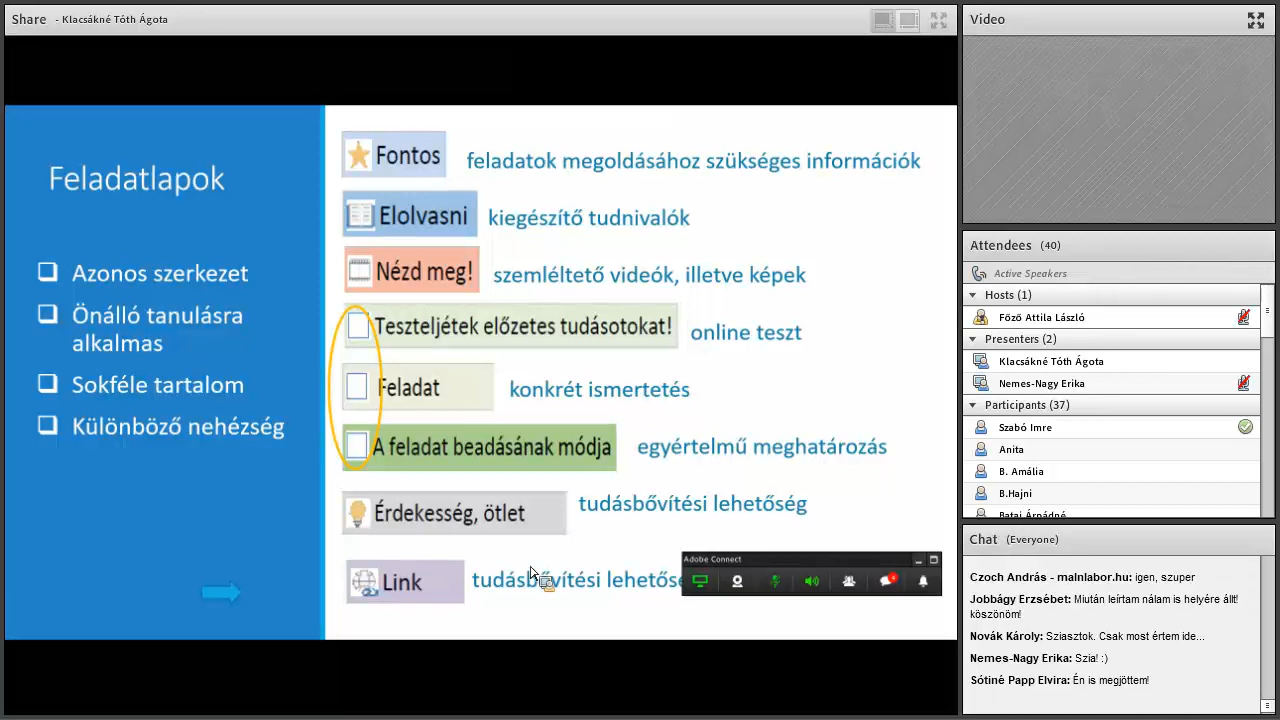 Share - Klacsákné Tóth Ágota
Feladatlapok
Azonos szerkezet
Önálló tanulásra
alkalmas
Sokféle tartalom
Különböző nehézség
Fontos feladatok megoldásához szükséges információk
Elolvasni kiegészítő tudnivalók
Nézd meg! szemléltető videók, illetve képek
Teszteljétek előzetes tudásotokat! online teszt
Feladat konkrét ismertetés
A feladat beadásának módja egyértelmű meghatározás
Érdekesség, ötlet tudásbővítési lehetőség
Link tudásbővítési lehetősé
Adobe Connect
Video
Attendees (40)
Active Speakers
Hosts (1)
Főző Attila László
Presenters (2)
Klacsákné Tóth Ágota
Nemes-Nagy Erika
Participants (37)
Szabó Imre
Anita
B. Amália
B.Hajni
Bataj Árpádné
Chat (Everyone)
Czoch András - malnlabor.hu: igen, szuper
Jobbágy Erzsébet: Miután leírtam nálam is helyére állt!
köszönöm!
Novák Károly: Sziasztok. Csak most értem ide...
Nemes-Nagy Erika: Szia! :)
Sótiné Papp Elvira: Én is megjöttem!